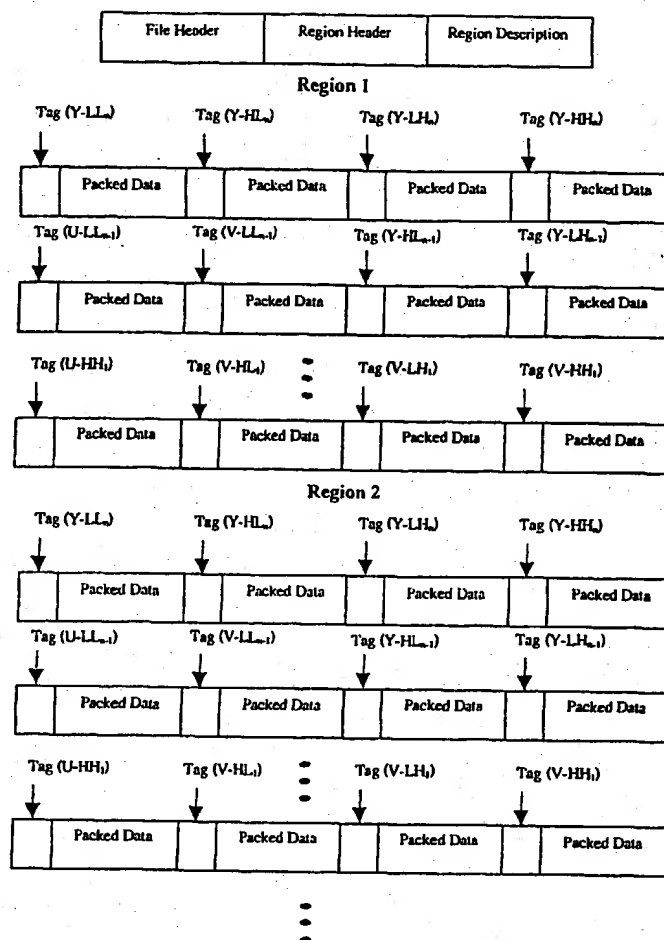 File Header Region Header Region Description
Region 1
Tag (Y-LLₙ) Tag (Y-HLₙ) Tag (Y-LHₙ) Tag (Y-HHₙ)
Packed Data Packed Data Packed Data Packed Data
Tag (U-LLₙ₋₁) Tag (V-LLₙ₋₁) Tag (Y-HLₙ₋₁) Tag (Y-LHₙ₋₁)
Packed Data Packed Data Packed Data Packed Data
Tag (U-HH₁) Tag (V-HL₁) Tag (V-LH₁) Tag (V-HH₁)
Packed Data Packed Data Packed Data Packed Data
Region 2
Tag (Y-LLₙ) Tag (Y-HLₙ) Tag (Y-LHₙ) Tag (Y-HHₙ)
Packed Data Packed Data Packed Data Packed Data
Tag (U-LLₙ₋₁) Tag (V-LLₙ₋₁) Tag (Y-HLₙ₋₁) Tag (Y-LHₙ₋₁)
Packed Data Packed Data Packed Data Packed Data
Tag (U-HH₁) Tag (V-HL₁) Tag (V-LH₁) Tag (V-HH₁)
Packed Data Packed Data Packed Data Packed Data